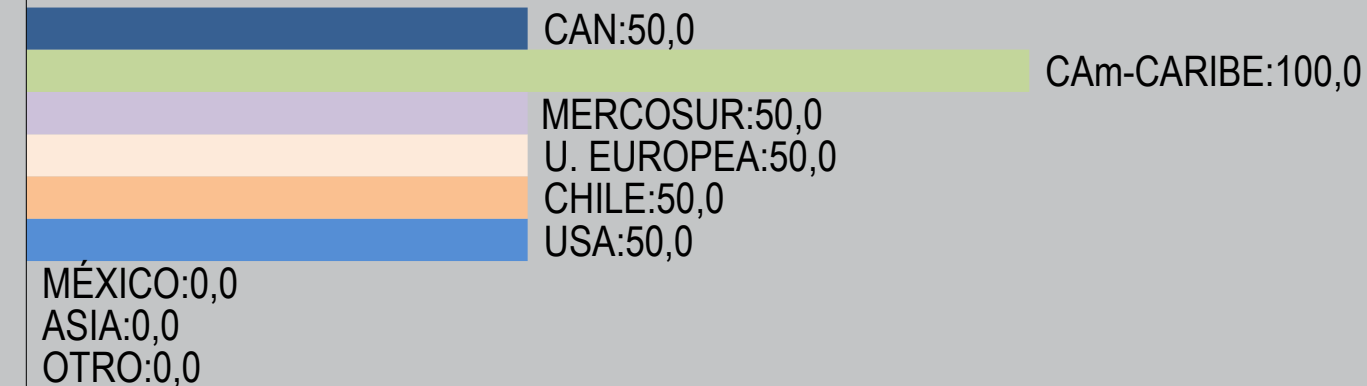 CAN:50,0
CAm-CARIBE:100,0
MERCOSUR:50,0
U. EUROPEA:50,0
CHILE:50,0
USA:50,0
MÉXICO:0,0
ASIA:0,0
OTRO:0,0